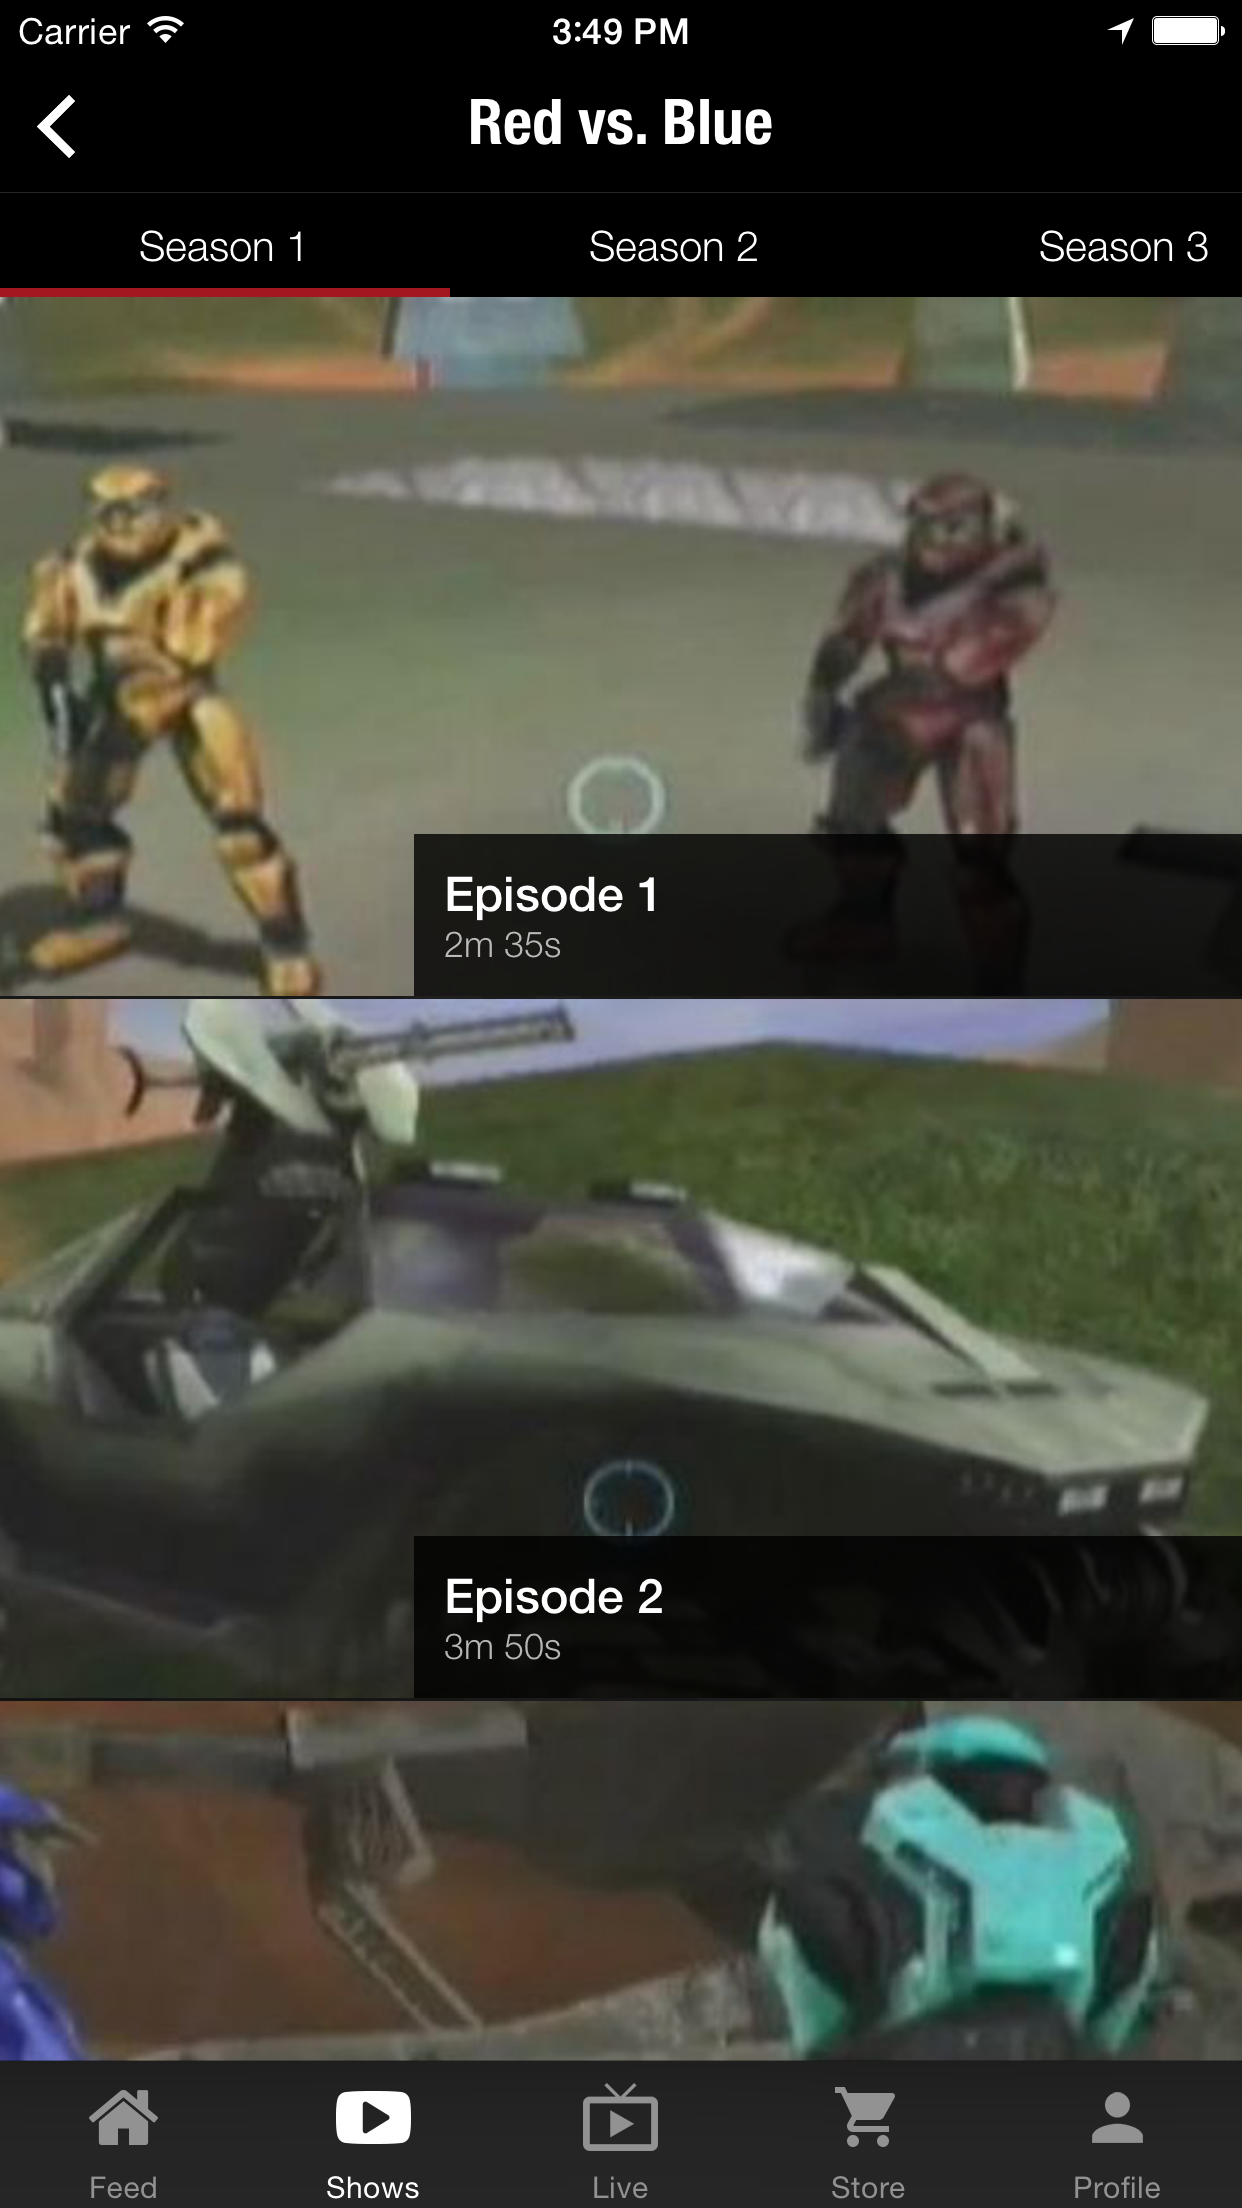 Carrier 3:49 PM
Red vs. Blue
Season 1 Season 2 Season 3
Episode 1
2m 35s
Episode 2
3m 50s
Feed Shows Live Store Profile